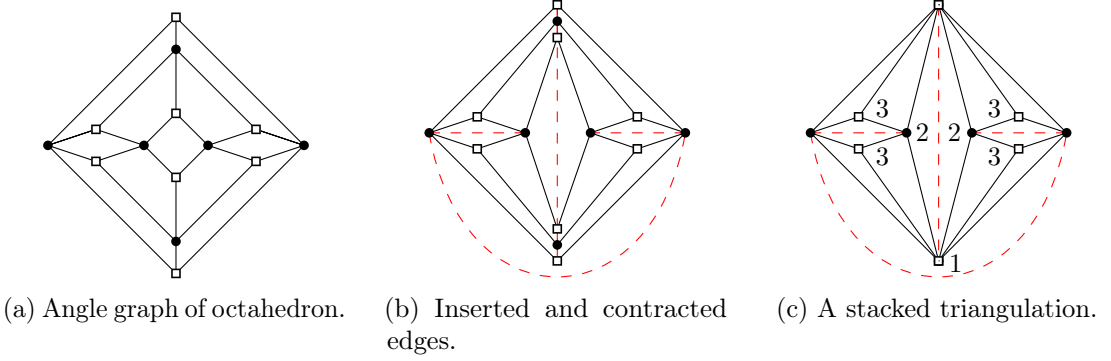 3
3
2
2
3
3
1
(a) Angle graph of octahedron.
(b) Inserted and contracted
edges.
(c) A stacked triangulation.